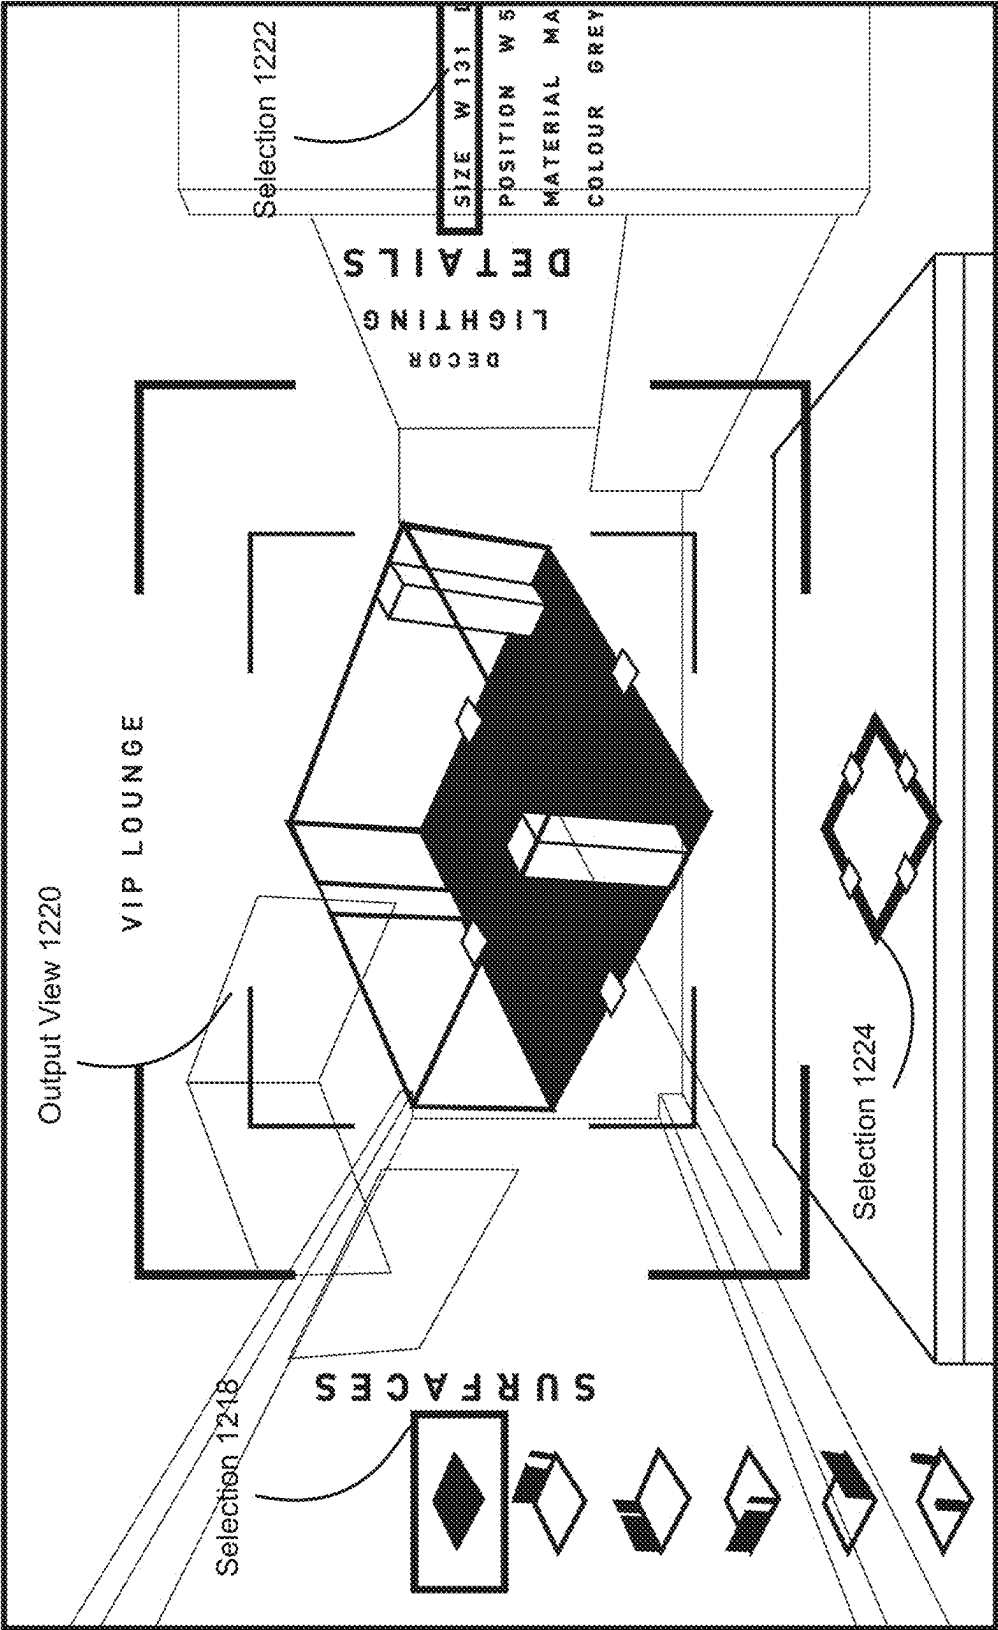 Output View 1220
VIP LOUNGE
Selection 1218
SURFACES
Selection 1222
DECOR
LIGHTING
DETAILS
SIZE W 131
POSITION W 5
MATERIAL MA
COLOUR GREY
Selection 1224